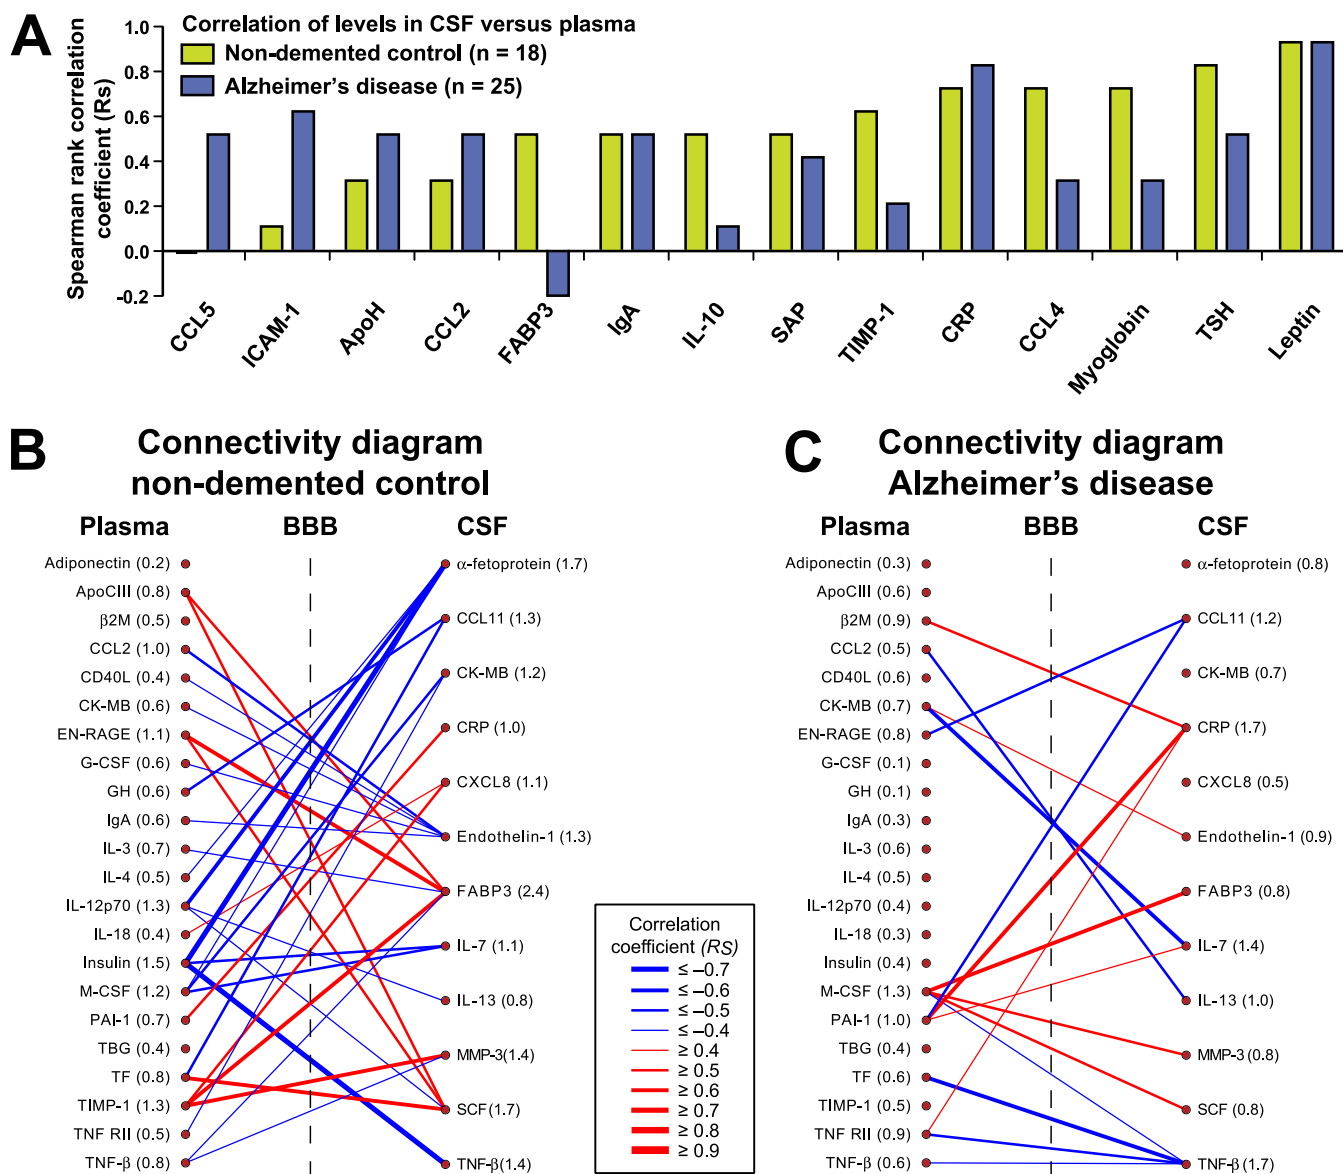 A
Correlation of levels in CSF versus plasma
Non-demented control (n = 18)
Alzheimer's disease (n = 25)
Spearman rank correlation
coefficient (Rs)
1.0
0.8
0.6
0.4
0.2
0.0
-0.2
CCL5
ICAM-1
ApoH
CCL2
FABP3
IgA
IL-10
SAP
TIMP-1
CRP
CCL4
Myoglobin
TSH
Leptin
B
Connectivity diagram
non-demented control
Plasma
BBB
CSF
Adiponectin (0.2)
ApoCIII (0.8)
β2M (0.5)
CCL2 (1.0)
CD40L (0.4)
CK-MB (0.6)
EN-RAGE (1.1)
G-CSF (0.6)
GH (0.6)
IgA (0.6)
IL-3 (0.7)
IL-4 (0.5)
IL-12p70 (1.3)
IL-18 (0.4)
Insulin (1.5)
M-CSF (1.2)
PAI-1 (0.7)
TBG (0.4)
TF (0.8)
TIMP-1 (1.3)
TNF RII (0.5)
TNF-β (0.8)
α-fetoprotein (1.7)
CCL11 (1.3)
CK-MB (1.2)
CRP (1.0)
CXCL8 (1.1)
Endothelin-1 (1.3)
FABP3 (2.4)
IL-7 (1.1)
IL-13 (0.8)
MMP-3(1.4)
SCF(1.7)
TNF-β(1.4)
Correlation
coefficient (RS)
≤ –0.7
≤ –0.6
≤ –0.5
≤ –0.4
≥ 0.4
≥ 0.5
≥ 0.6
≥ 0.7
≥ 0.8
≥ 0.9
C
Connectivity diagram
Alzheimer's disease
Plasma
BBB
CSF
Adiponectin (0.3)
ApoCIII (0.6)
β2M (0.9)
CCL2 (0.5)
CD40L (0.6)
CK-MB (0.7)
EN-RAGE (0.8)
G-CSF (0.1)
GH (0.1)
IgA (0.3)
IL-3 (0.6)
IL-4 (0.5)
IL-12p70 (0.4)
IL-18 (0.3)
Insulin (0.4)
M-CSF (1.3)
PAI-1 (1.0)
TBG (0.4)
TF (0.6)
TIMP-1 (0.5)
TNF RII (0.9)
TNF-β (0.6)
α-fetoprotein (0.8)
CCL11 (1.2)
CK-MB (0.7)
CRP (1.7)
CXCL8 (0.5)
Endothelin-1 (0.9)
FABP3 (0.8)
IL-7 (1.4)
IL-13 (1.0)
MMP-3 (0.8)
SCF (0.8)
TNF-β (1.7)